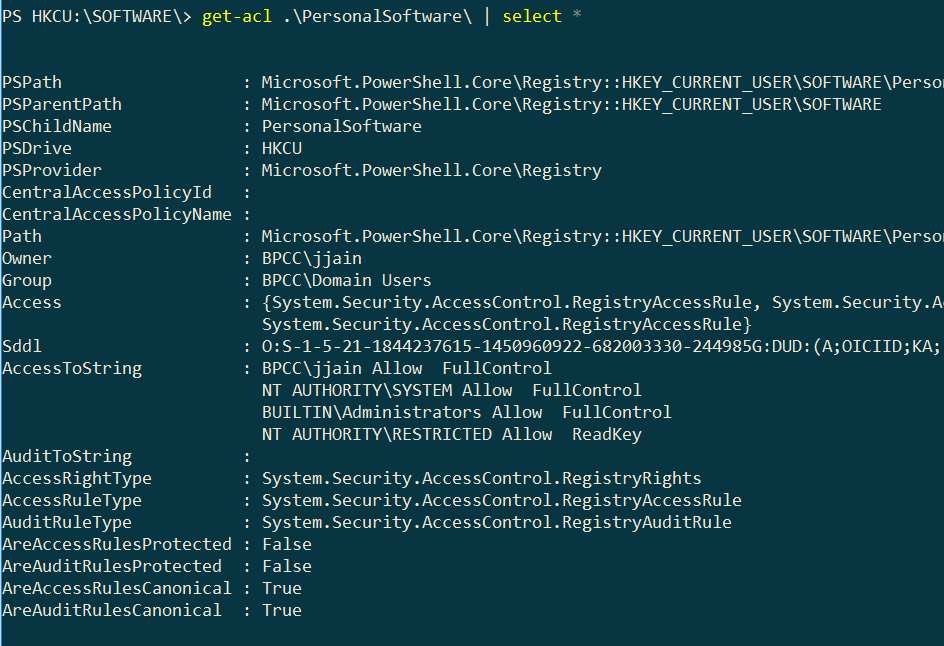 PS HKCU:\SOFTWARE\> get-acl .\PersonalSoftware\ | select *
PSPath                  : Microsoft.PowerShell.Core\Registry::HKEY_CURRENT_USER\SOFTWARE\Perso
PSParentPath            : Microsoft.PowerShell.Core\Registry::HKEY_CURRENT_USER\SOFTWARE
PSChildName             : PersonalSoftware
PSDrive                 : HKCU
PSProvider              : Microsoft.PowerShell.Core\Registry
CentralAccessPolicyId   :
CentralAccessPolicyName :
Path                    : Microsoft.PowerShell.Core\Registry::HKEY_CURRENT_USER\SOFTWARE\Perso
Owner                   : BPCC\jjain
Group                   : BPCC\Domain Users
Access                  : {System.Security.AccessControl.RegistryAccessRule, System.Security.A
                          System.Security.AccessControl.RegistryAccessRule}
Sddl                    : O:S-1-5-21-1844237615-1450960922-682003330-244985G:DUD:(A;OICIID;KA;
AccessToString          : BPCC\jjain Allow  FullControl
                          NT AUTHORITY\SYSTEM Allow  FullControl
                          BUILTIN\Administrators Allow  FullControl
                          NT AUTHORITY\RESTRICTED Allow  ReadKey
AuditToString           :
AccessRightType         : System.Security.AccessControl.RegistryRights
AccessRuleType          : System.Security.AccessControl.RegistryAccessRule
AuditRuleType           : System.Security.AccessControl.RegistryAuditRule
AreAccessRulesProtected : False
AreAuditRulesProtected  : False
AreAccessRulesCanonical : True
AreAuditRulesCanonical  : True